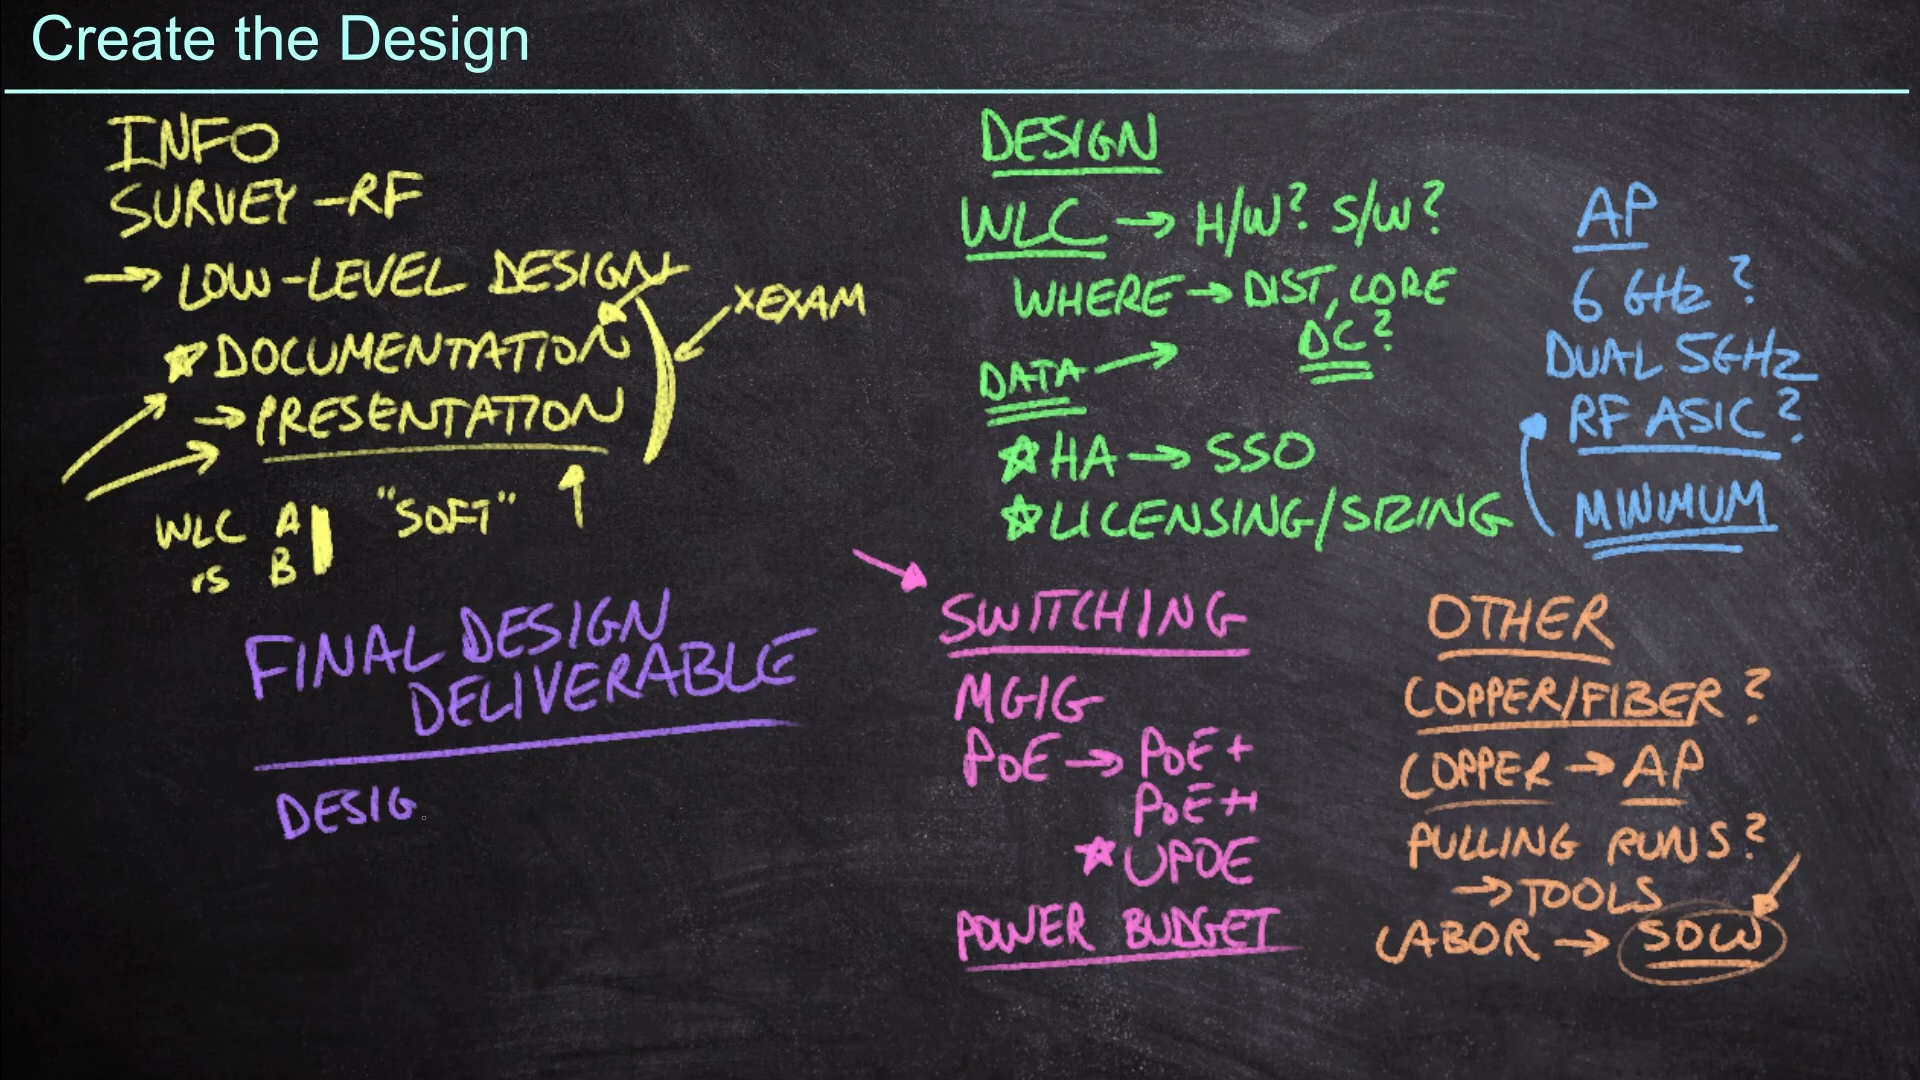 Create the Design
INFO
SURVEY -RF
→ LOW-LEVEL DESIGN
★ DOCUMENTATION
→ PRESENTATION
*EXAM
WLC A
vs B
"SOFT"
FINAL DESIGN
DELIVERABLE
DESIG
DESIGN
WLC → H/W? S/W?
WHERE → DIST, CORE
DC?
DATA →
★ HA → SSO
★ LICENSING/SIZING
AP
6 GHz ?
DUAL 5GHz
RF ASIC ?
MINIMUM
SWITCHING
MGIG
PoE → PoE+
PoE++
★ UPOE
POWER BUDGET
OTHER
COPPER/FIBER ?
COPPER → AP
PULLING RUNS ?
→ TOOLS
LABOR → SOW